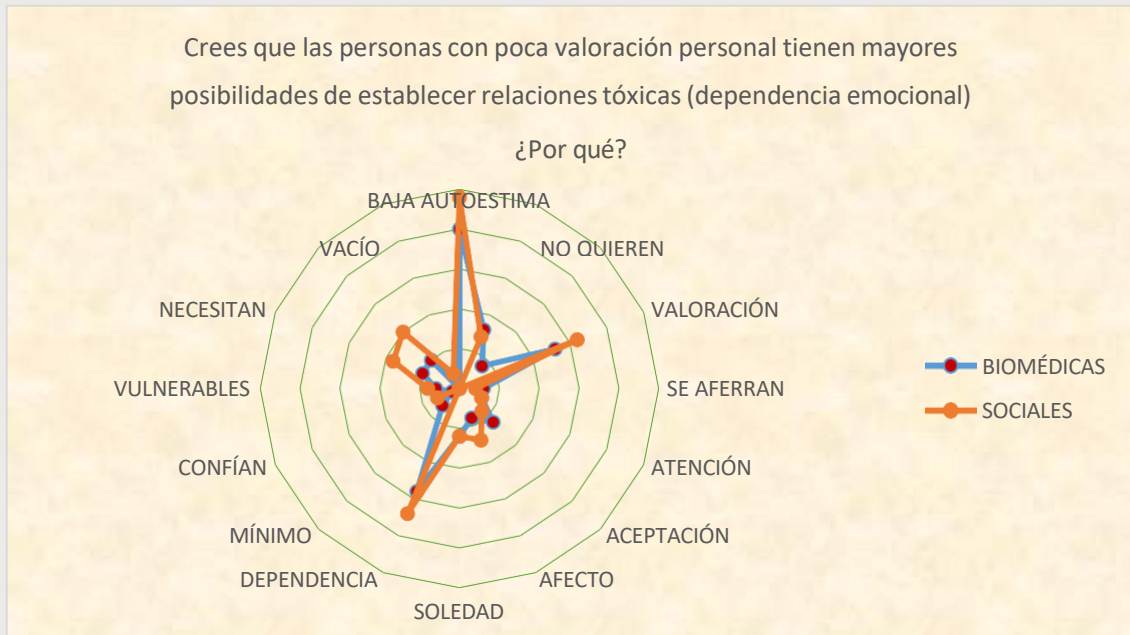 Crees que las personas con poca valoración personal tienen mayores
posibilidades de establecer relaciones tóxicas (dependencia emocional)
¿Por qué?
BAJA AUTOESTIMA
NO QUIEREN
VALORACIÓN
SE AFERRAN
ATENCIÓN
ACEPTACIÓN
AFECTO
SOLEDAD
DEPENDENCIA
MÍNIMO
CONFÍAN
VULNERABLES
NECESITAN
VACÍO
BIOMÉDICAS
SOCIALES